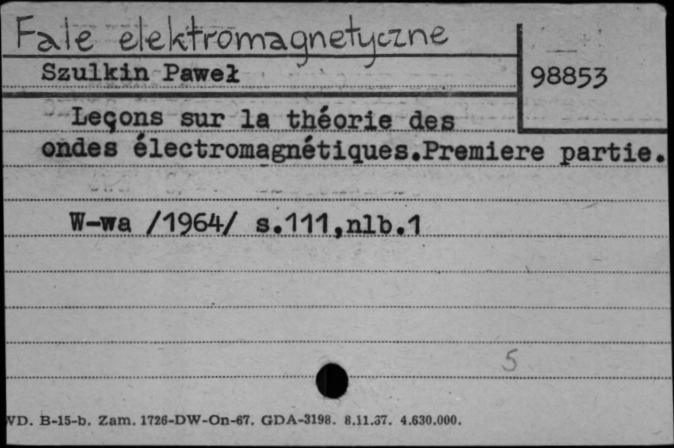 Fale elektromagnetyczne
Szulkin Paweł
98853
Leçons sur la théorie des
ondes électromagnétiques.Premiere partie.
W-wa /1964/ s.111,nlb.1
5
WD. B-15-b. Zam. 1726-DW-On-67. GDA-3198. 8.11.37. 4.630.000.